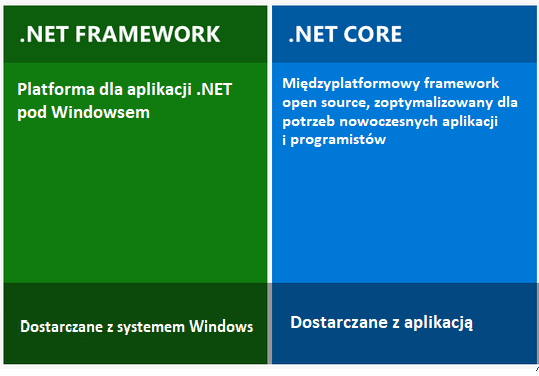 .NET FRAMEWORK
Platforma dla aplikacji .NET
pod Windowsem
Dostarczane z systemem Windows
.NET CORE
Międzyplatformowy framework
open source, zoptymalizowany dla
potrzeb nowoczesnych aplikacji
i programistów
Dostarczane z aplikacją